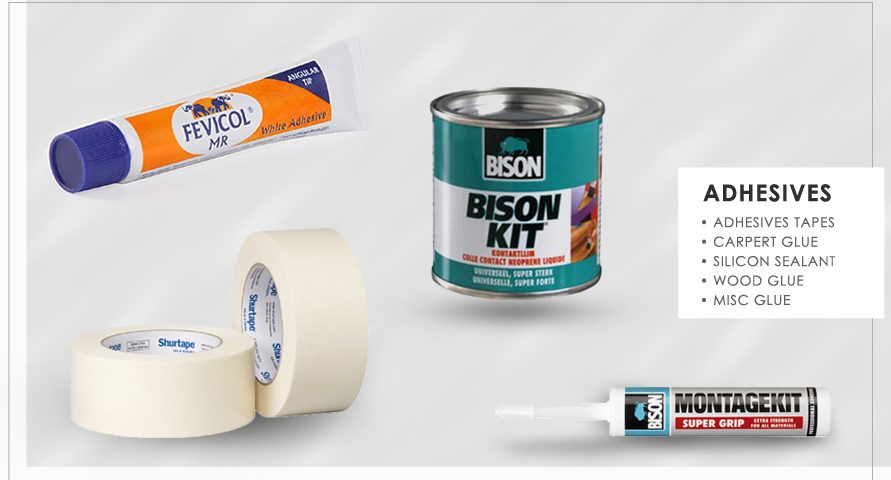 ANGULAR
TIP
FEVICOL®
MR
White Adhesive
BISON
BISON
KIT®
KONTAKTLIJM
COLLE CONTACT NEOPRENE LIQUIDE
UNIVERSEEL, SUPER STERK
UNIVERSELLE, SUPER FORTE
ADHESIVES
• ADHESIVES TAPES
• CARPERT GLUE
• SILICON SEALANT
• WOOD GLUE
• MISC GLUE
Shurtape®
Shurtape®
BISON
MONTAGEKIT
SUPER GRIP
EXTRA STRENGTH
FOR ALL MATERIALS